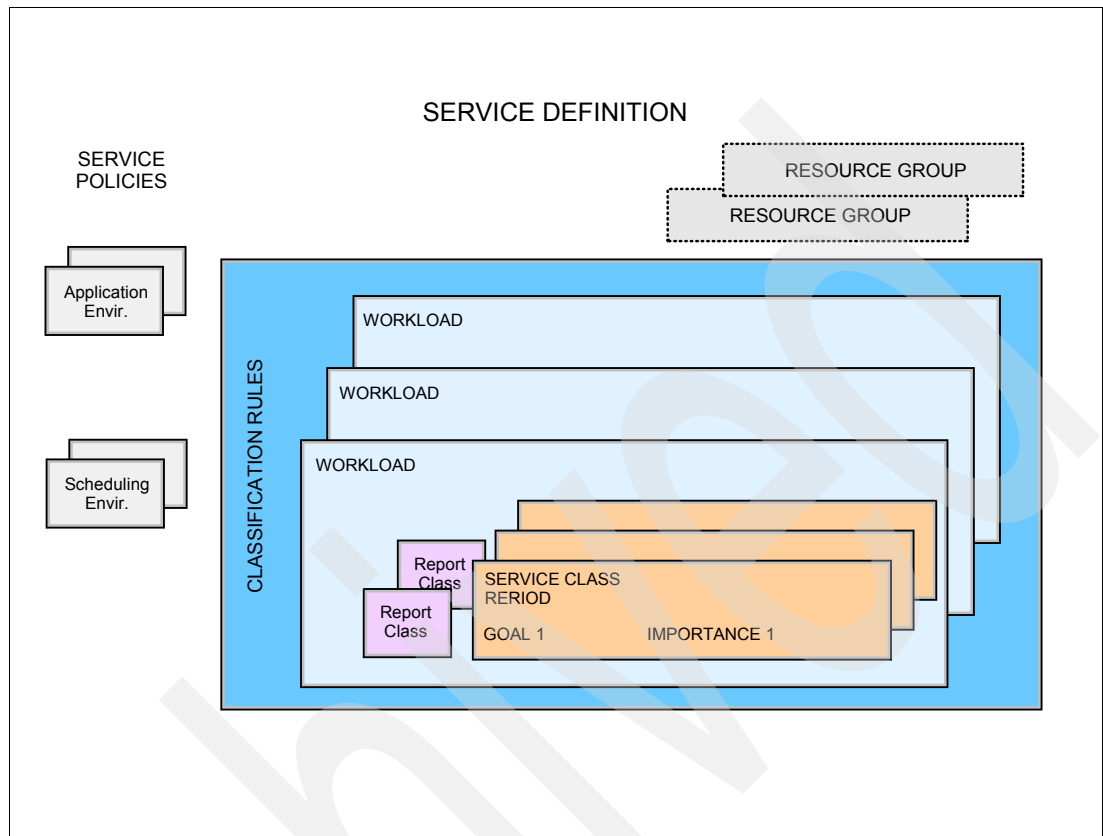 SERVICE DEFINITION
SERVICE
POLICIES
RESOURCE GROUP
RESOURCE GROUP
Application
Envir.
Scheduling
Envir.
CLASSIFICATION RULES
WORKLOAD
WORKLOAD
WORKLOAD
Report
Class
Report
Class
SERVICE CLASS
RERIOD
GOAL 1 IMPORTANCE 1